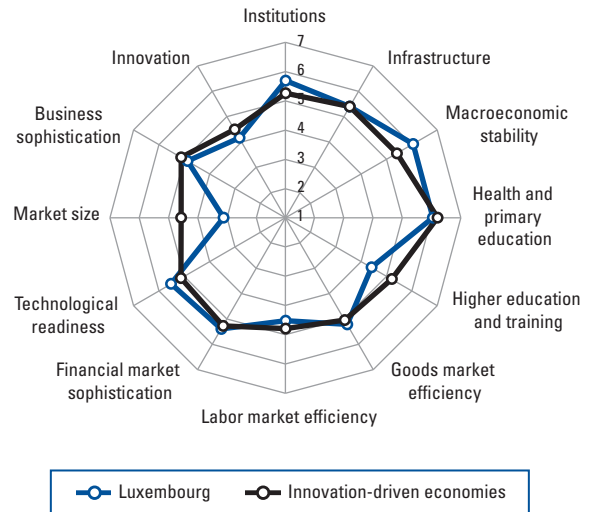 Institutions
7
6
5
4
3
2
1
Infrastructure
Macroeconomic
stability
Health and
primary
education
Higher education
and training
Goods market
efficiency
Labor market efficiency
Financial market
sophistication
Technological
readiness
Market size
Business
sophistication
Innovation
Luxembourg
Innovation-driven economies